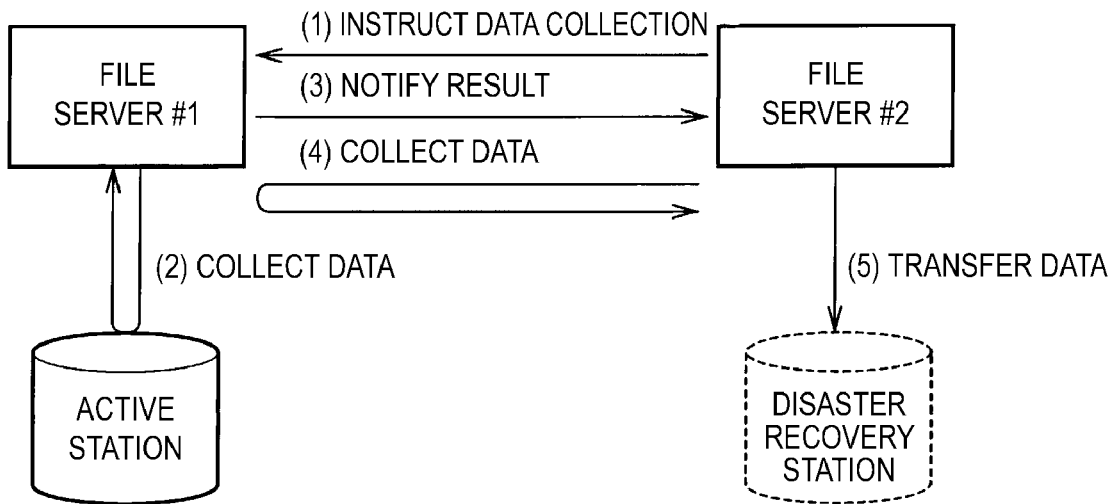 (1) INSTRUCT DATA COLLECTION
FILE
SERVER #1
FILE
SERVER #2
(3) NOTIFY RESULT
(4) COLLECT DATA
(2) COLLECT DATA
(5) TRANSFER DATA
ACTIVE
STATION
DISASTER
RECOVERY
STATION